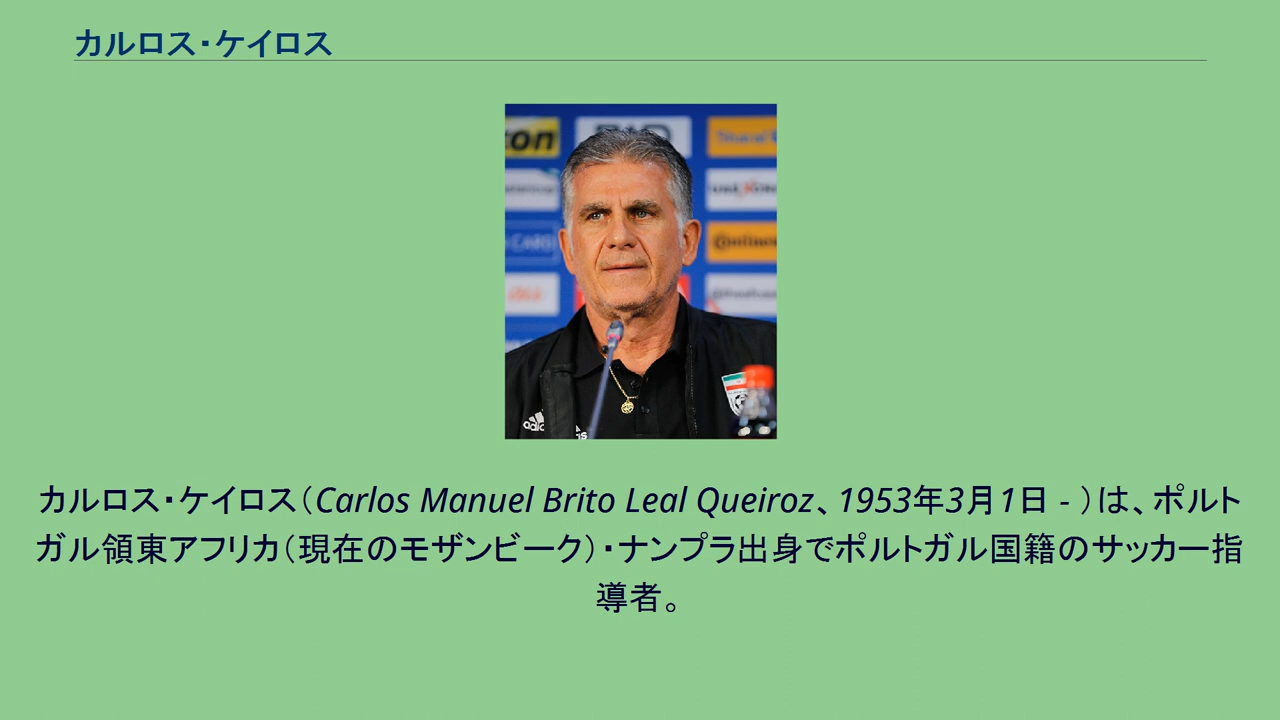 カルロス・ケイロス
adidas
カルロス・ケイロス（Carlos Manuel Brito Leal Queiroz、1953年3月1日 - ）は、ポルト
ガル領東アフリカ（現在のモザンビーク）・ナンプラ出身でポルトガル国籍のサッカー指
導者。